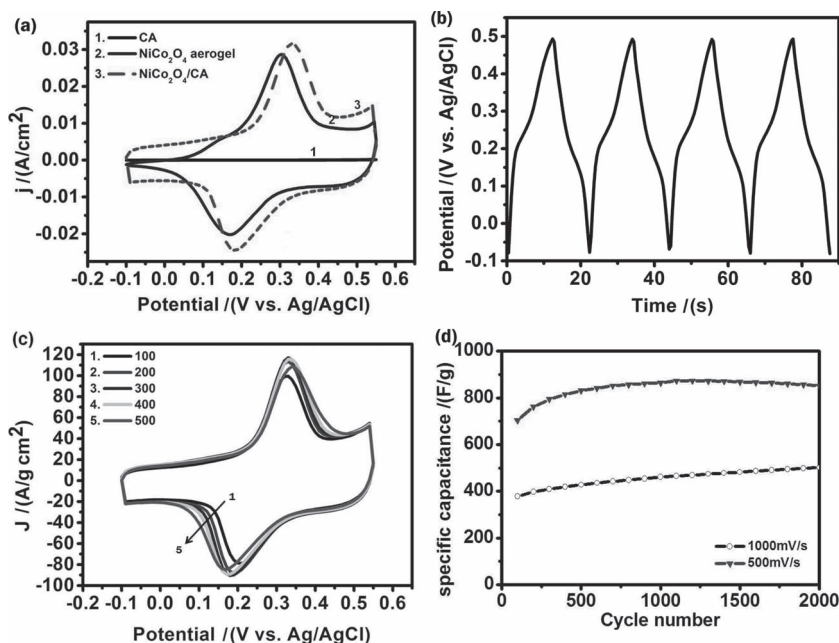 (a)
1. CA
2. NiCo2O4 aerogel
3. NiCo2O4/CA
3
2
1
0.03
0.02
0.01
0.00
-0.01
-0.02
j /(A/cm2)
-0.1 0.0 0.1 0.2 0.3 0.4 0.5 0.6
Potential /(V vs. Ag/AgCl)
(b)
0.5
0.4
0.3
0.2
0.1
0.0
-0.1
Potential /(V vs. Ag/AgCl)
0 20 40 60 80
Time /(s)
(c)
1. 100
2. 200
3. 300
4. 400
5. 500
1
5
120
100
80
60
40
20
0
-20
-40
-60
-80
-100
J /(A/g cm2)
-0.1 0.0 0.1 0.2 0.3 0.4 0.5 0.6
Potential /(V vs. Ag/AgCl)
(d)
1000
800
600
400
200
0
specific capacitance /(F/g)
1000mV/s
500mV/s
0 500 1000 1500 2000
Cycle number